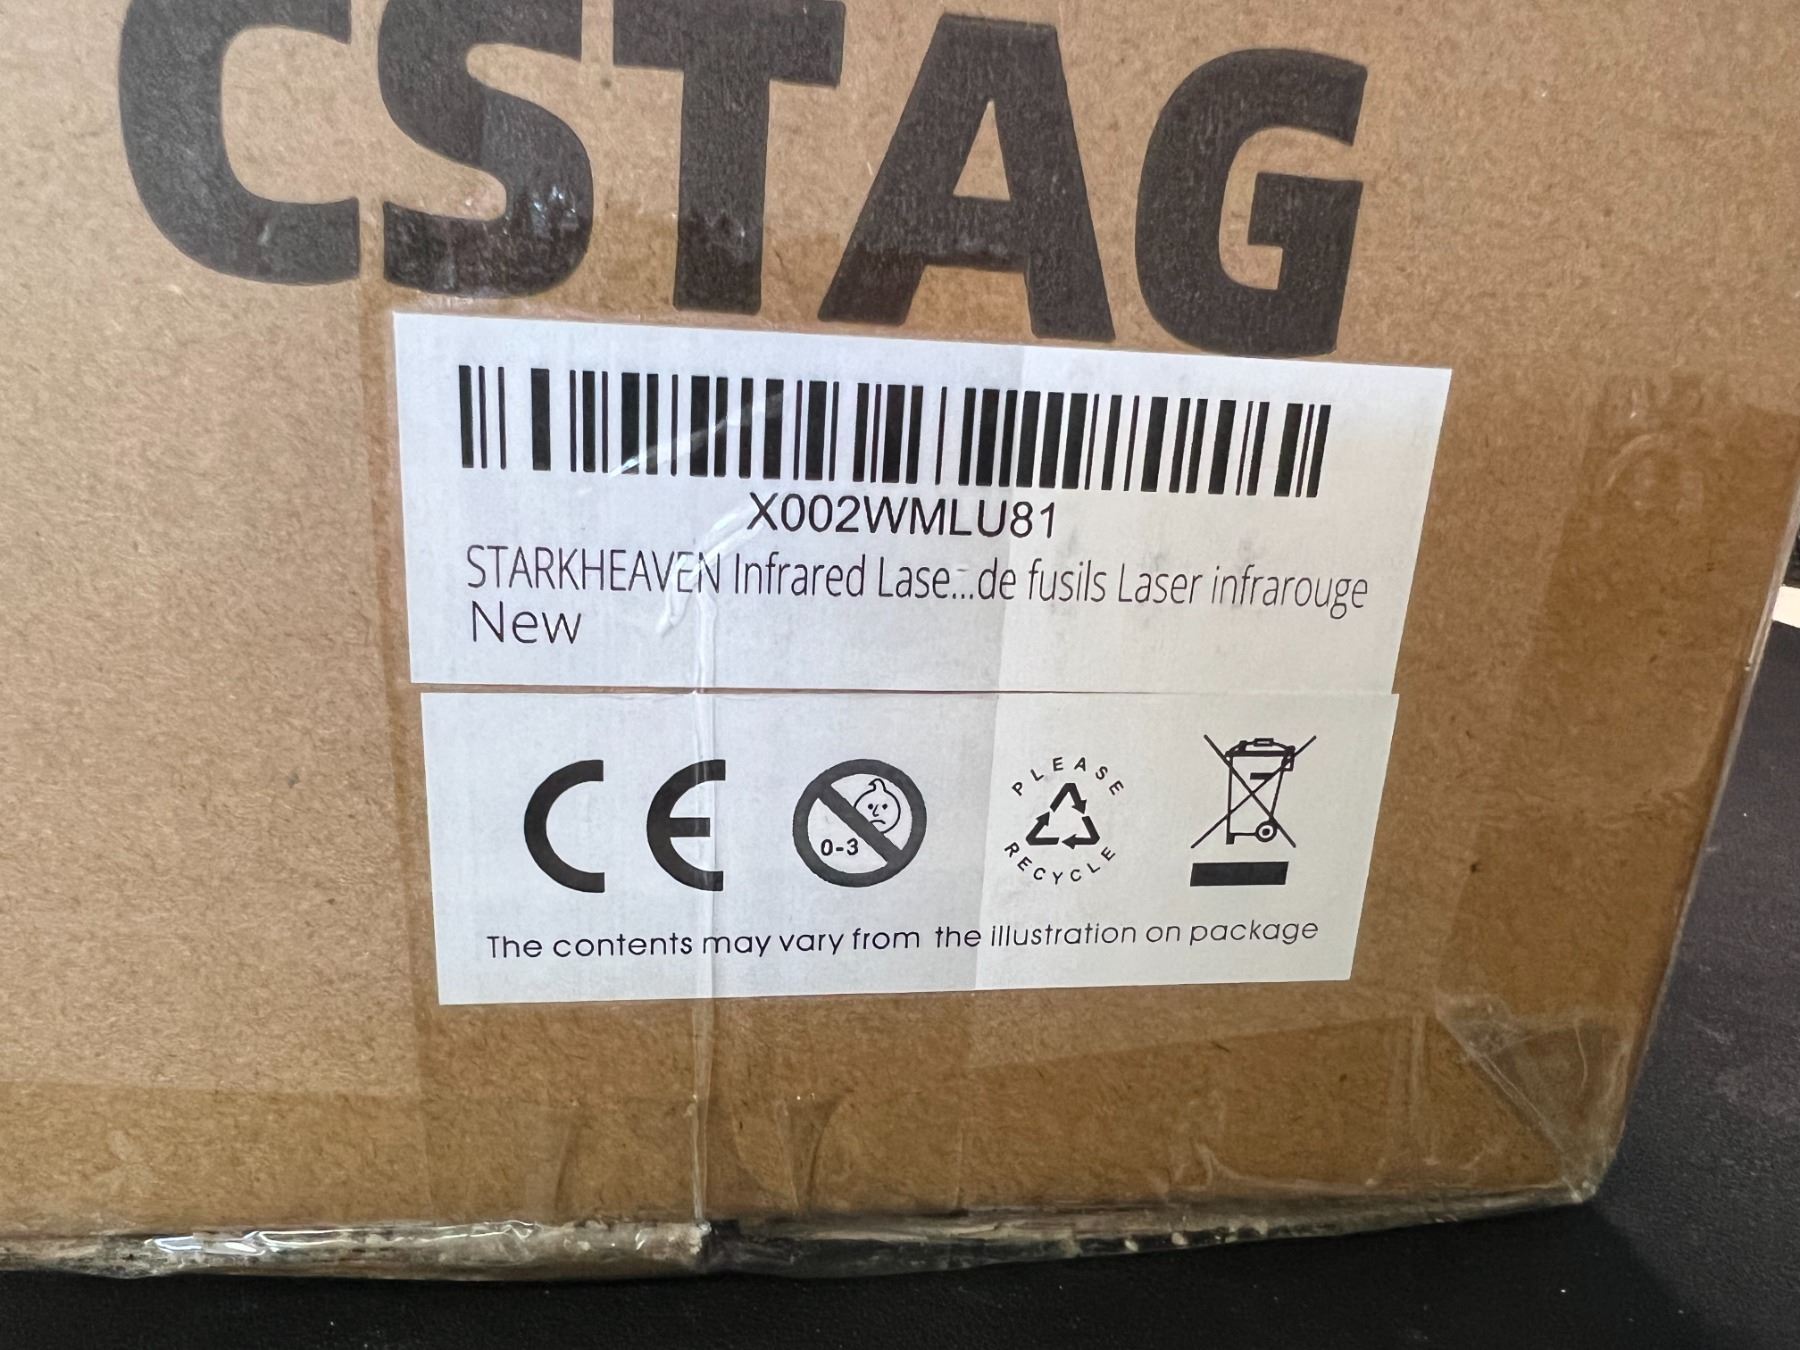 CSTAG
X002WMLU81
STARKHEAVEN Infrared Lase...de fusils Laser infrarouge
New
CE
0-3
PLEASE
RECYCLE
The contents may vary from the illustration on package